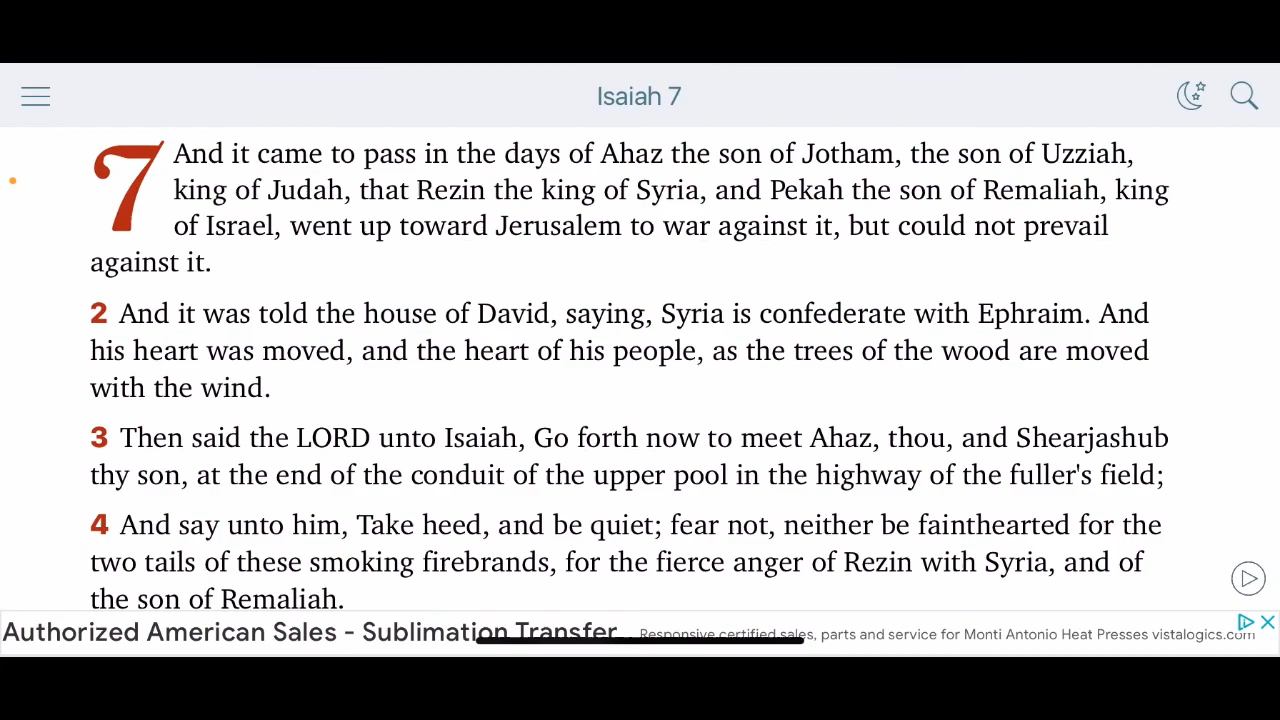 Isaiah 7
7 And it came to pass in the days of Ahaz the son of Jotham, the son of Uzziah,
king of Judah, that Rezin the king of Syria, and Pekah the son of Remaliah, king
of Israel, went up toward Jerusalem to war against it, but could not prevail
against it.
2 And it was told the house of David, saying, Syria is confederate with Ephraim. And
his heart was moved, and the heart of his people, as the trees of the wood are moved
with the wind.
3 Then said the LORD unto Isaiah, Go forth now to meet Ahaz, thou, and Shearjashub
thy son, at the end of the conduit of the upper pool in the highway of the fuller's field;
4 And say unto him, Take heed, and be quiet; fear not, neither be fainthearted for the
two tails of these smoking firebrands, for the fierce anger of Rezin with Syria, and of
the son of Remaliah.
Authorized American Sales - Sublimation Transfer... Responsive certified sales, parts and service for Monti Antonio Heat Presses vistalogics.com